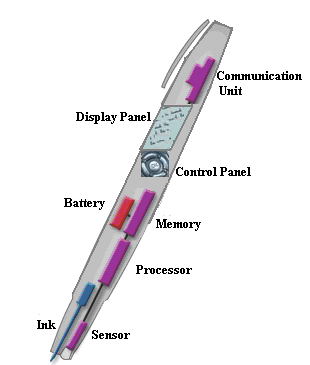 Communication
Unit
Display Panel
Control Panel
Battery
Memory
Processor
Ink
Sensor